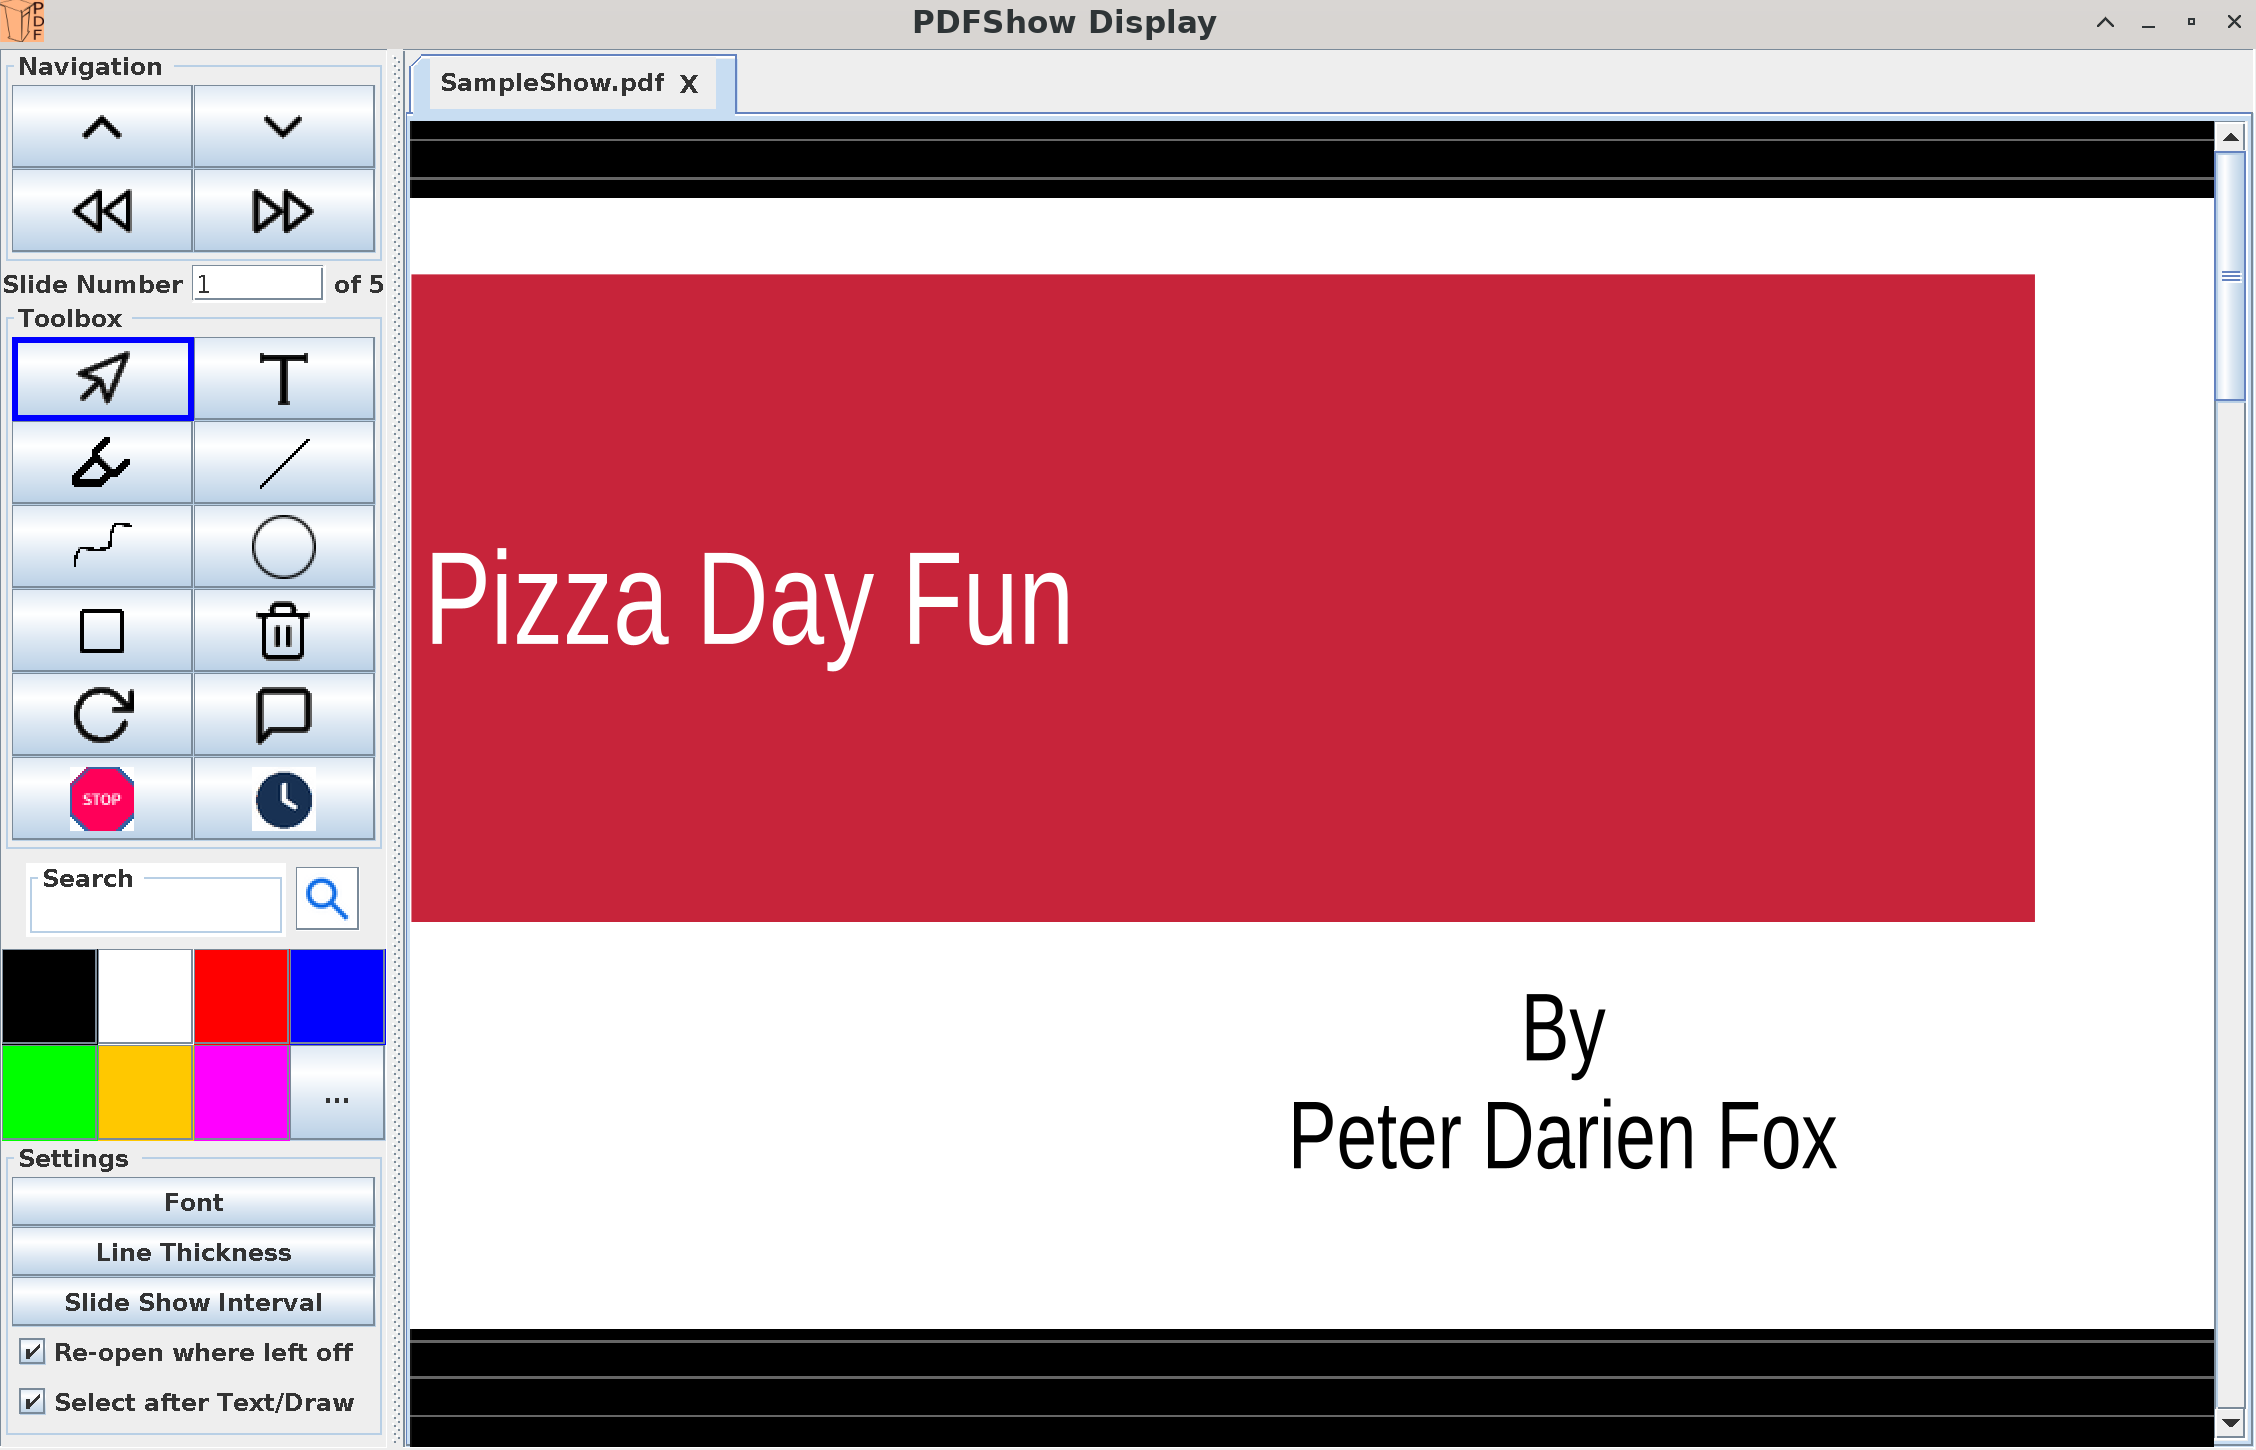 PDF
PDFShow Display
Navigation
SampleShow.pdf X
Slide Number 1 of 5
Toolbox
T
STOP
Search
...
Settings
Font
Line Thickness
Slide Show Interval
Re-open where left off
Select after Text/Draw
Pizza Day Fun
By
Peter Darien Fox